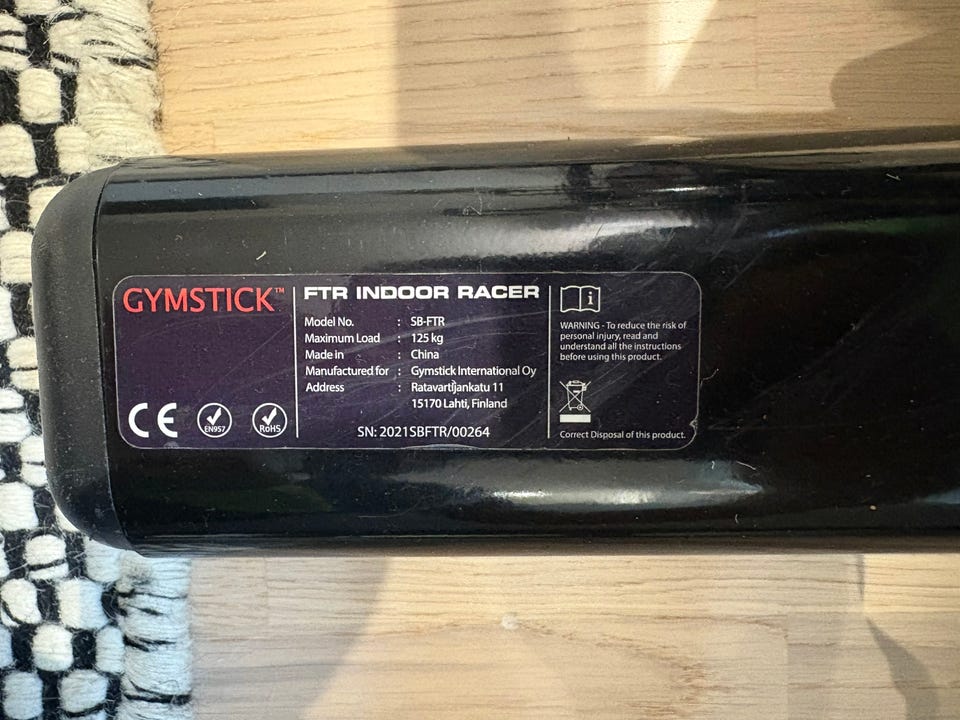 GYMSTICK™
CE
EN957
RoHS
FTR INDOOR RACER
Model No. : SB-FTR
Maximum Load : 125 kg
Made in : China
Manufactured for : Gymstick International Oy
Address : Ratavartijankatu 11
15170 Lahti, Finland
SN: 2021SBFTR/00264
i
WARNING - To reduce the risk of
personal injury, read and
understand all the instructions
before using this product.
Correct Disposal of this product.